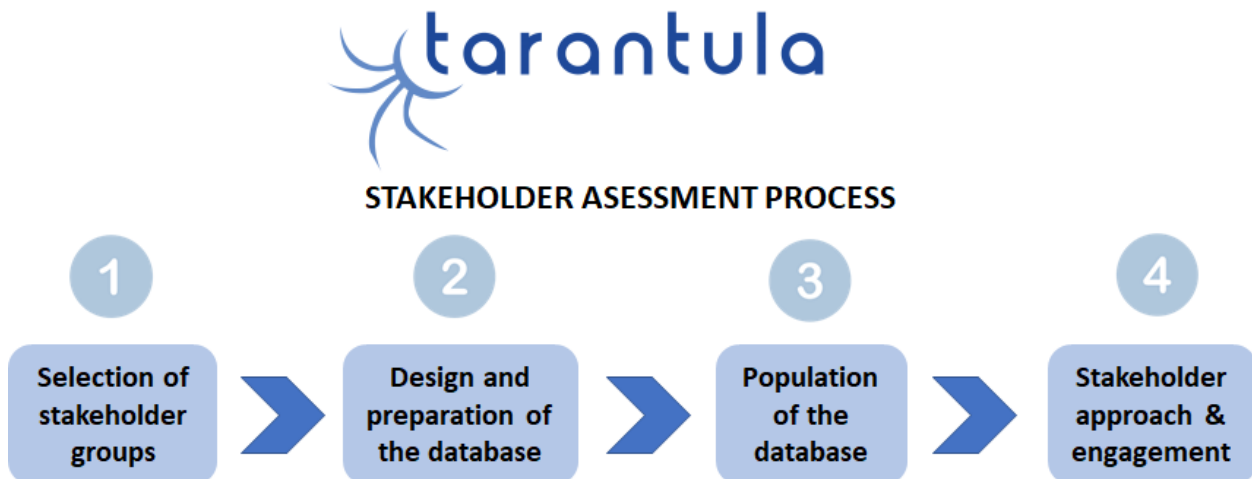 tarantula
STAKEHOLDER ASESSMENT PROCESS
1
2
3
4
Selection of
stakeholder
groups
Design and
preparation of
the database
Population
of the
database
Stakeholder
approach &
engagement